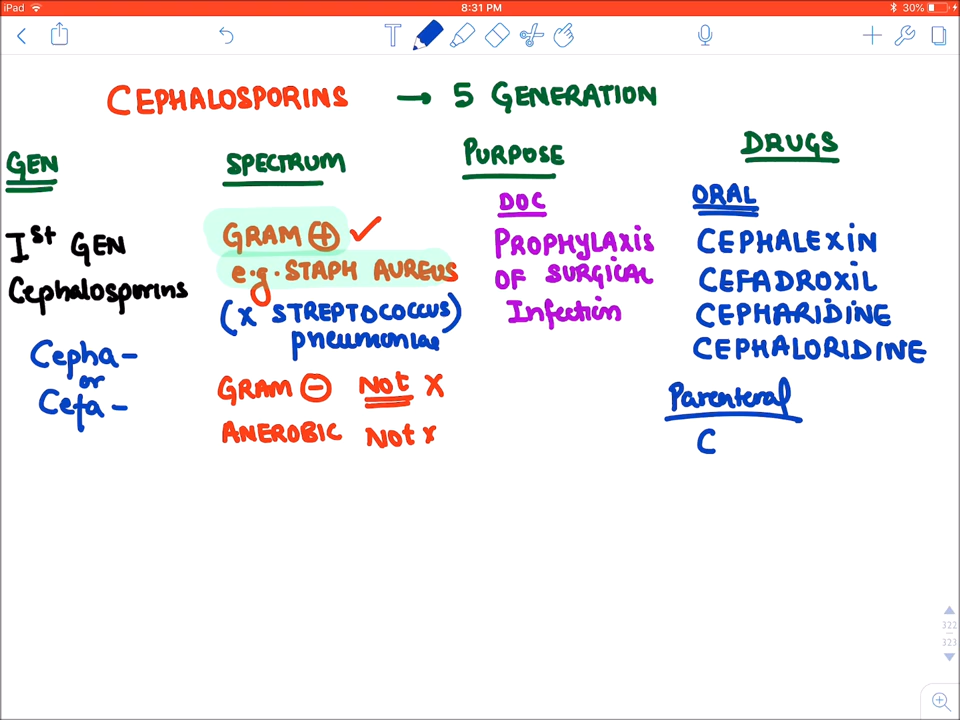 iPad 8:31 PM 30%
T
CEPHALOSPORINS → 5 GENERATION
GEN SPECTRUM PURPOSE DRUGS
Ist GEN
Cephalosporins
Cepha-
or
Cefa-
GRAM ⊕ ✓
e.g. STAPH AUREUS
(x STREPTOCOCCUS)
pneumoniae
GRAM ⊖ Not X
ANEROBIC Not x
DOC
PROPHYLAXIS
OF SURGICAL
Infection
ORAL
CEPHALEXIN
CEFADROXIL
CEPHARIDINE
CEPHALORIDINE
Parenteral
C
322
323